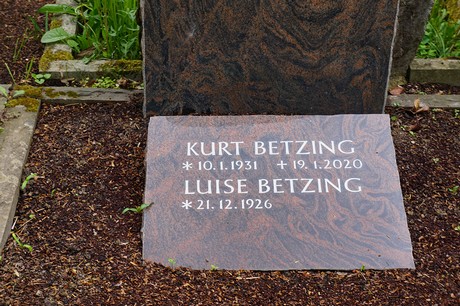 KURT BETZING
* 10. 1. 1931 + 19. 1. 2020
LUISE BETZING
* 21. 12. 1926